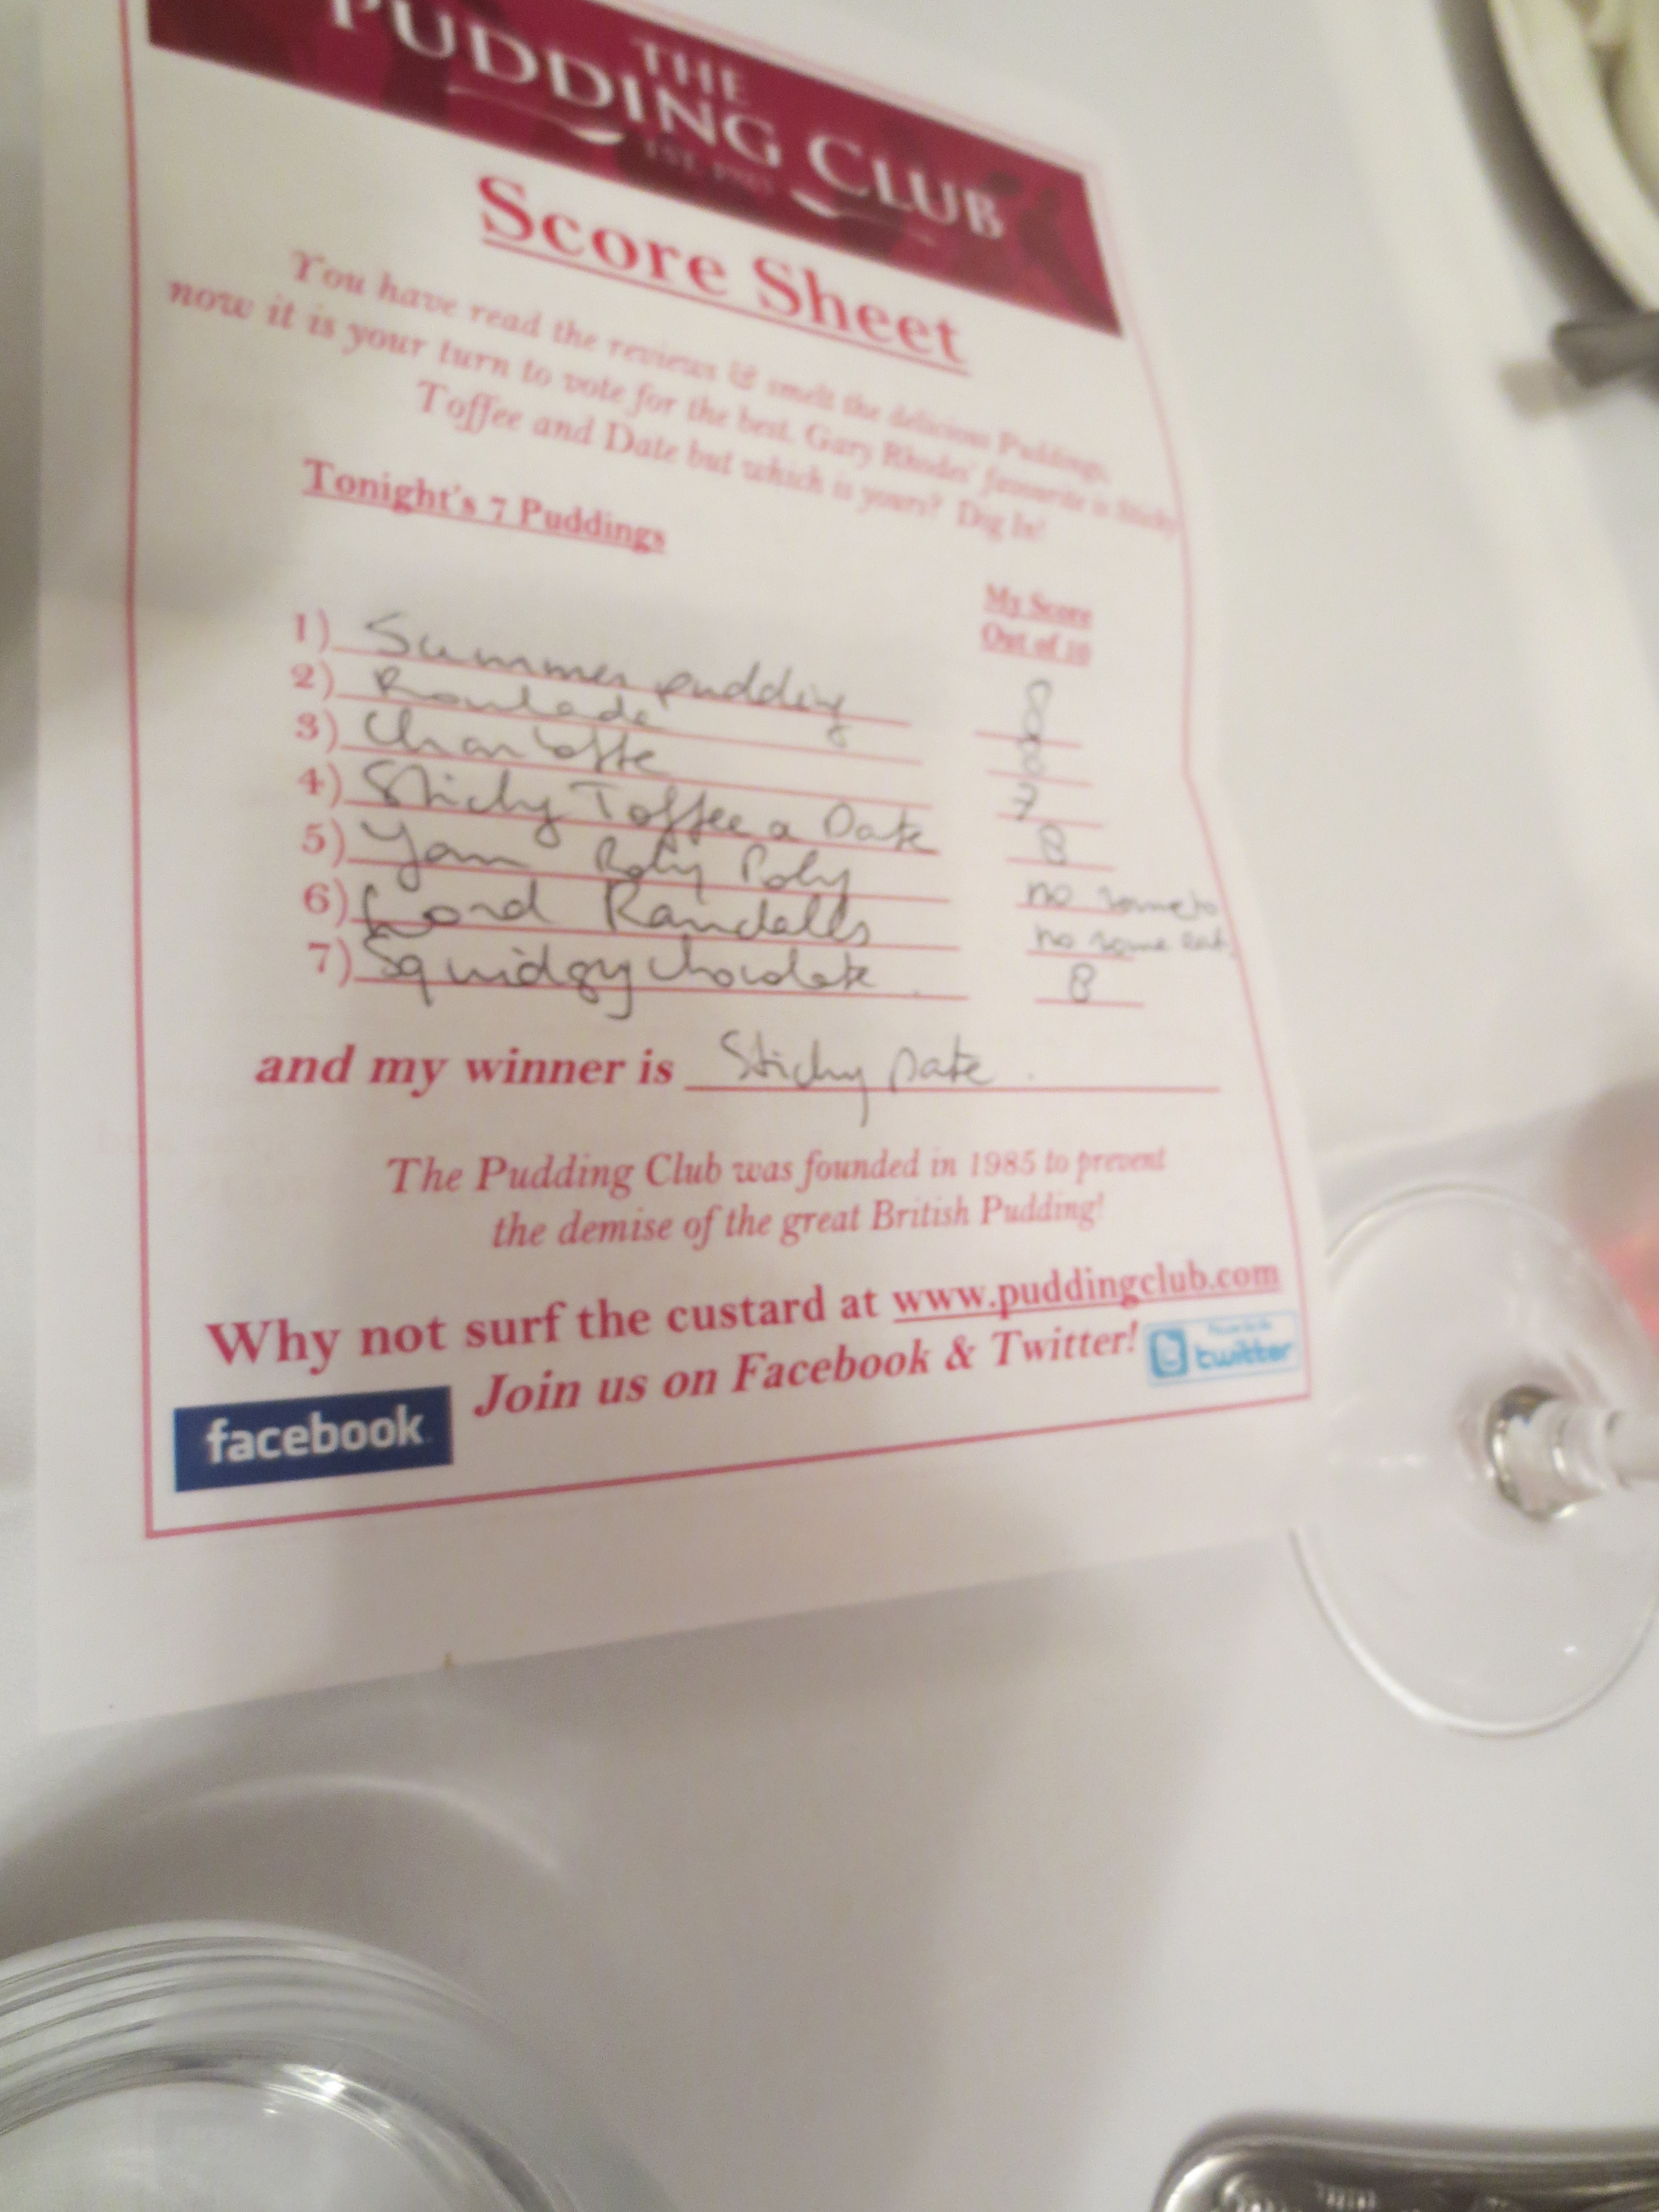 THE
PUDDING CLUB
EST. 1985
Score Sheet
You have read the reviews & smelt the delicious Puddings,
now it is your turn to vote for the best. Gary Rhodes' favourite is Sticky
Toffee and Date but which is yours? Dig In!
Tonight's 7 Puddings
My Score
Out of 10
1) Summer pudding 8
2) Roulade 8
3) Charlotte 7
4) Sticky Toffee a Date 8
5) Yam Roly Poly no
6) Lord Randalls no
7) Squidgy chocolate. 8
and my winner is Sticky Date.
The Pudding Club was founded in 1985 to prevent
the demise of the great British Pudding!
Why not surf the custard at www.puddingclub.com
Join us on Facebook & Twitter!
twitter
facebook